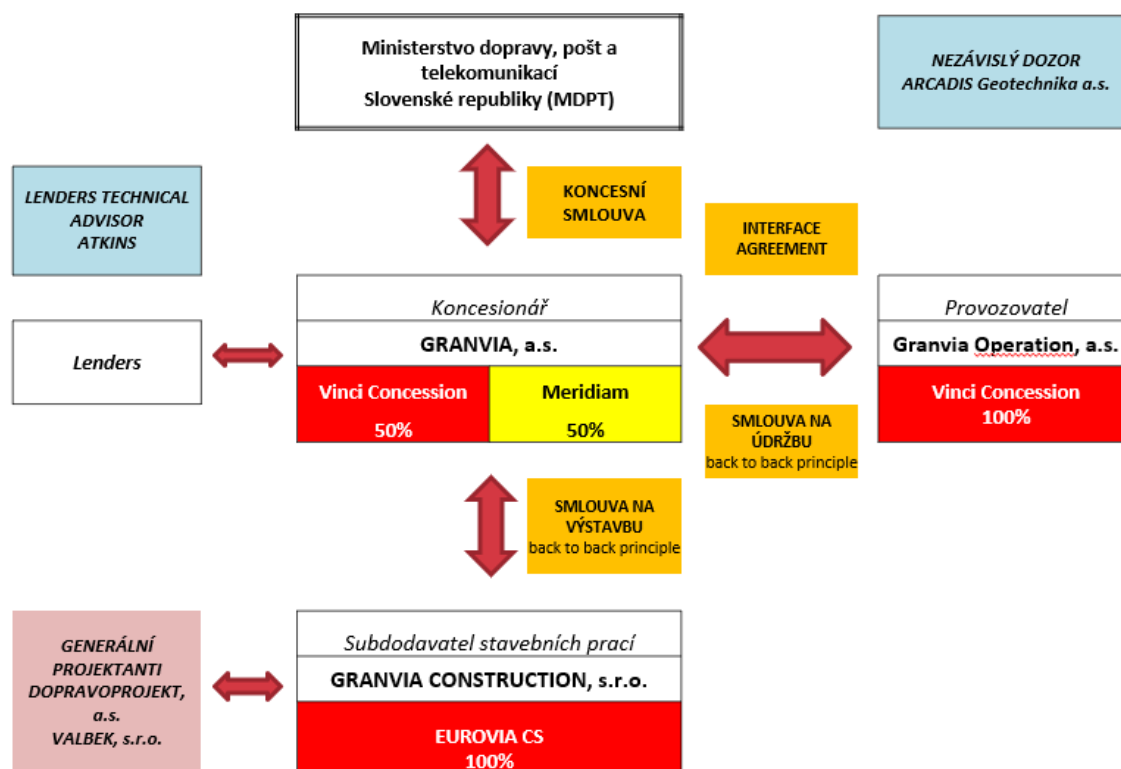 Ministerstvo dopravy, pošt a
telekomunikací
Slovenské republiky (MDPT)
NEZÁVISLÝ DOZOR
ARCADIS Geotechnika a.s.
LENDERS TECHNICAL
ADVISOR
ATKINS
KONCESNÍ
SMLOUVA
INTERFACE
AGREEMENT
Lenders
Koncesionář
GRANVIA, a.s.
Vinci Concession
50%
Meridiam
50%
Provozovatel
Granvia Operation, a.s.
Vinci Concession
100%
SMLOUVA NA
ÚDRŽBU
back to back principle
SMLOUVA NA
VÝSTAVBU
back to back principle
GENERÁLNÍ
PROJEKTANTI
DOPRAVOPROJEKT,
a.s.
VALBEK, s.r.o.
Subdodavatel stavebních prací
GRANVIA CONSTRUCTION, s.r.o.
EUROVIA CS
100%